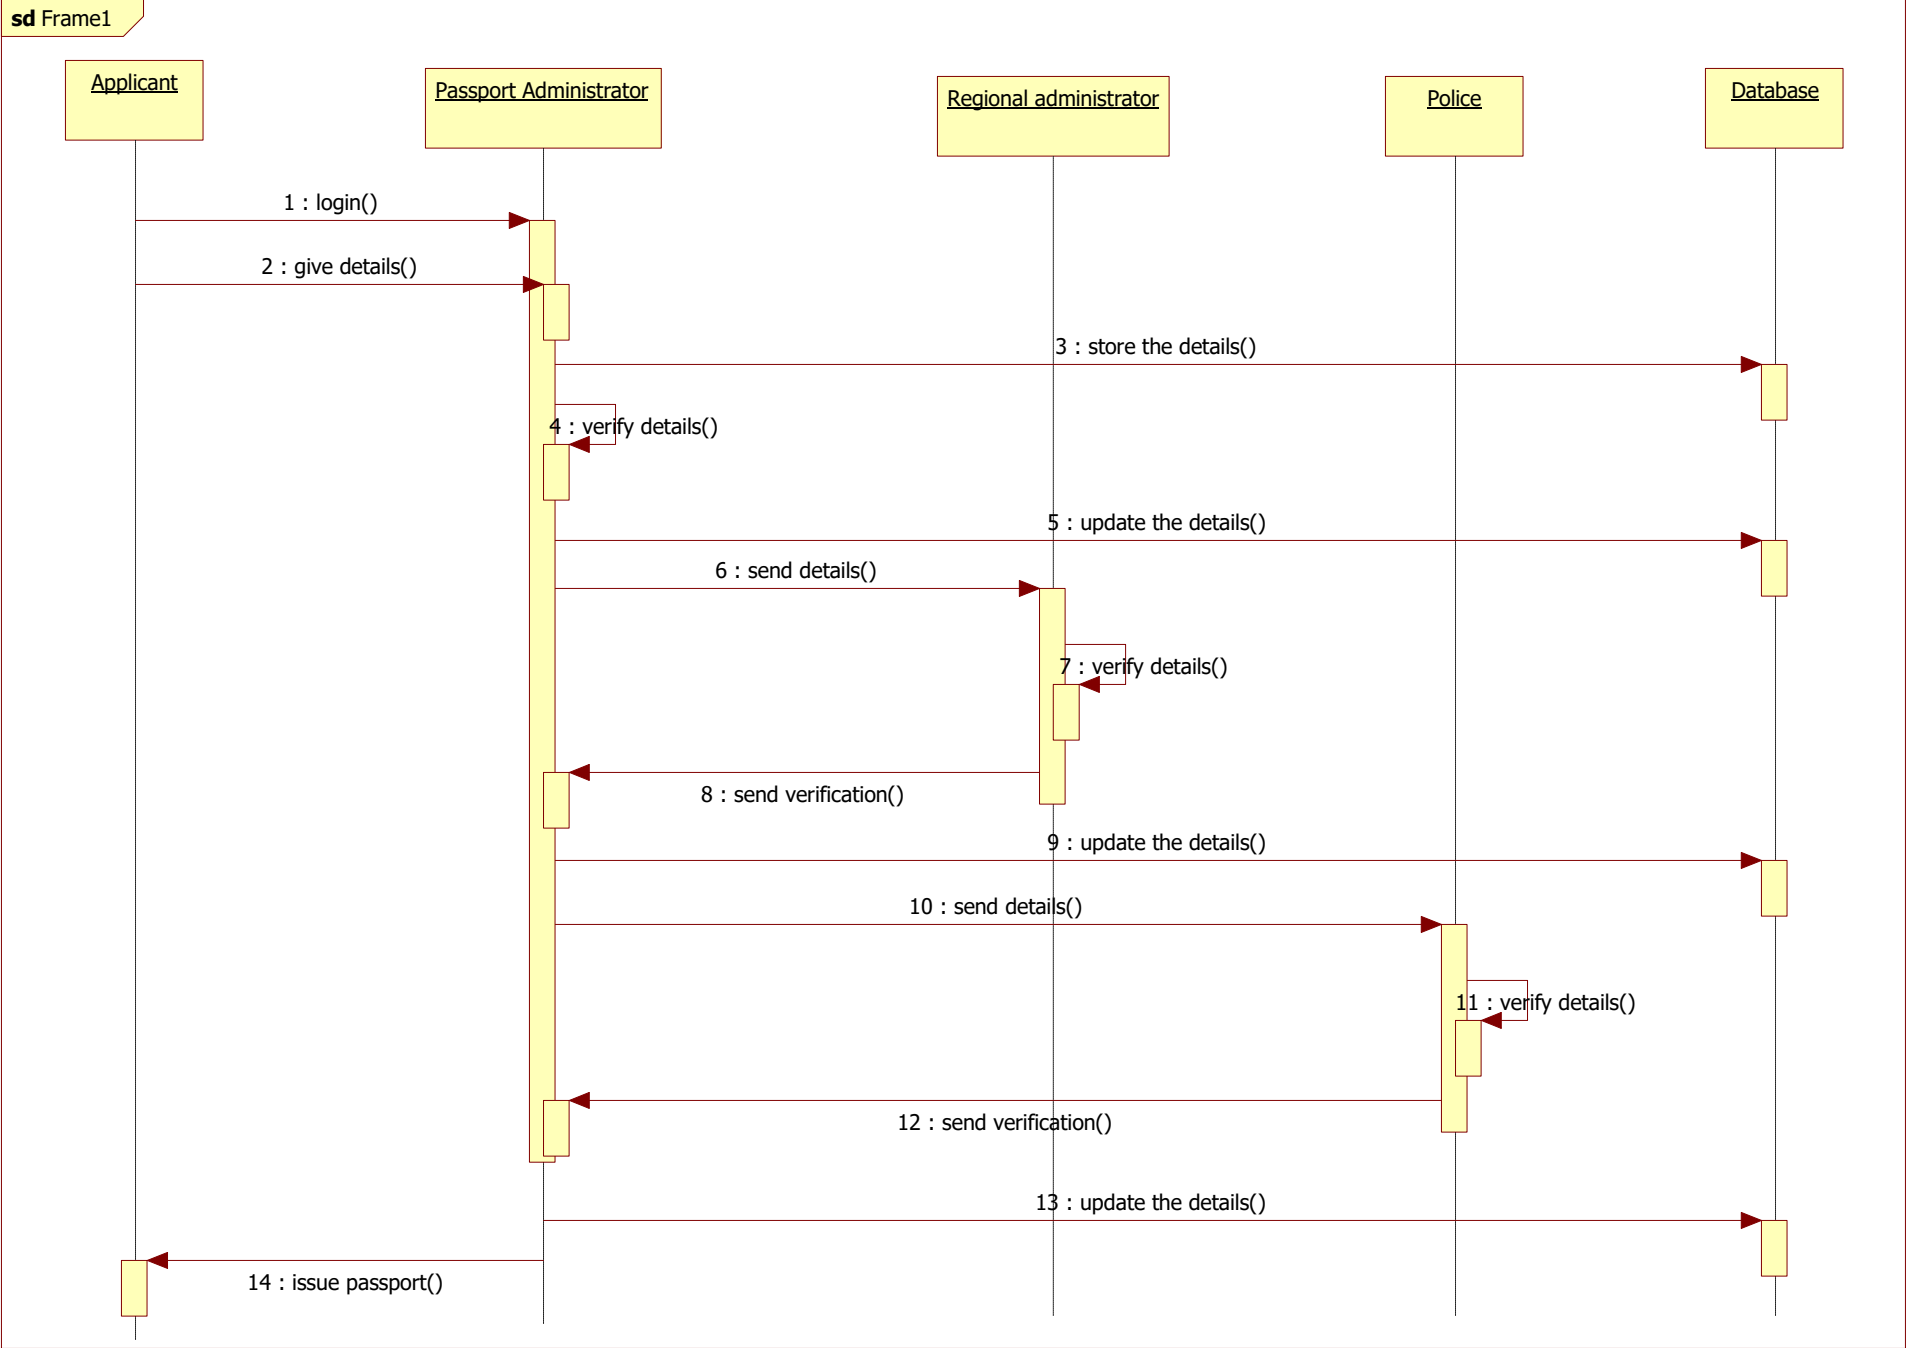 sd Frame1
Applicant
Passport Administrator
Regional administrator
Police
Database
1 : login()
2 : give details()
3 : store the details()
4 : verify details()
5 : update the details()
6 : send details()
7 : verify details()
8 : send verification()
9 : update the details()
10 : send details()
11 : verify details()
12 : send verification()
13 : update the details()
14 : issue passport()